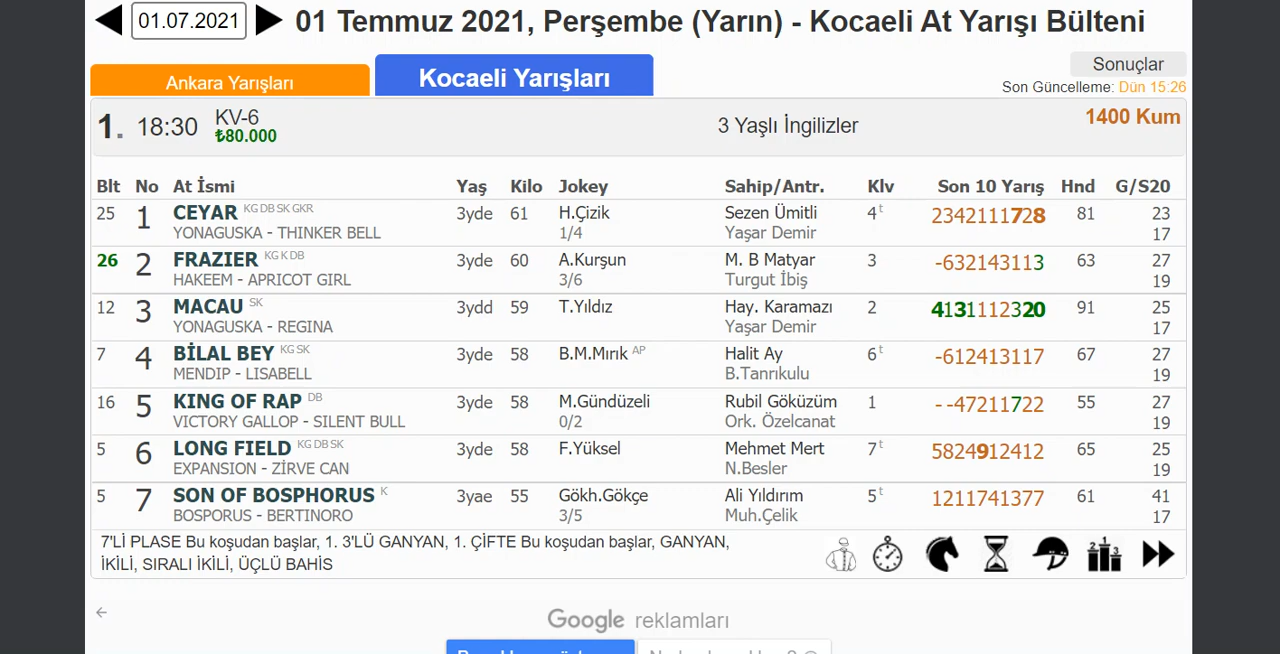 01.07.2021 01 Temmuz 2021, Perşembe (Yarın) - Kocaeli At Yarışı Bülteni
Ankara Yarışları Kocaeli Yarışları Sonuçlar
Son Güncelleme: Dün 15:26
1. 18:30 KV-6 3 Yaşlı İngilizler 1400 Kum
₺80.000
Blt No At İsmi Yaş Kilo Jokey Sahip/Antr. Klv Son 10 Yarış Hnd G/S20
25 1 CEYAR KG DB SK GKR 3yde 61 H.Çizik Sezen Ümitli 4 t 2342111728 81 23
YONAGUSKA - THINKER BELL 1/4 Yaşar Demir 17
26 2 FRAZIER KG K DB 3yde 60 A.Kurşun M. B Matyar 3 -632143113 63 27
HAKEEM - APRICOT GIRL 3/6 Turgut İbiş 19
12 3 MACAU SK 3ydd 59 T.Yıldız Hay. Karamazı 2 4131112320 91 25
YONAGUSKA - REGINA Yaşar Demir 17
7 4 BİLAL BEY KG SK 3yde 58 B.M.Mırık AP Halit Ay 6 t -612413117 67 27
MENDIP - LISABELL B.Tanrıkulu 19
16 5 KING OF RAP DB 3yde 58 M.Gündüzeli Rubil Göküzüm 1 - -47211722 55 27
VICTORY GALLOP - SILENT BULL 0/2 Ork. Özelcanat 19
5 6 LONG FIELD KG DB SK 3yde 58 F.Yüksel Mehmet Mert 7 t 5824912412 65 25
EXPANSION - ZİRVE CAN N.Besler 19
5 7 SON OF BOSPHORUS K 3yae 55 Gökh.Gökçe Ali Yıldırım 5 t 1211741377 61 41
BOSPORUS - BERTINORO 3/5 Muh.Çelik 17
7'Lİ PLASE Bu koşudan başlar, 1. 3'LÜ GANYAN, 1. ÇİFTE Bu koşudan başlar, GANYAN,
İKİLİ, SIRALI İKİLİ, ÜÇLÜ BAHİS
2 1 3
Google reklamları